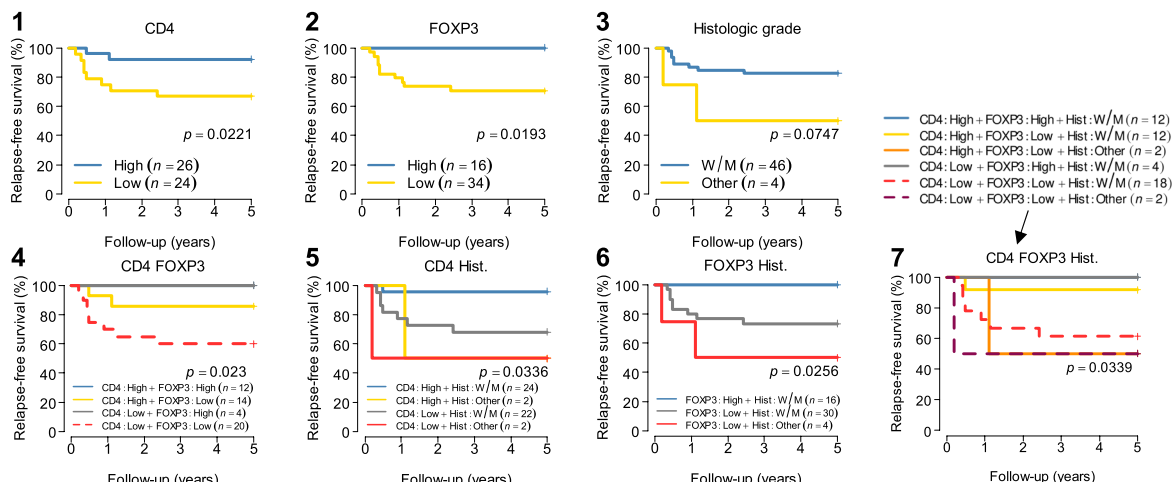 1
CD4
Relapse-free survival (%)
100
80
60
40
20
0
p = 0.0221
High (n = 26)
Low (n = 24)
0 1 2 3 4 5
Follow-up (years)
2
FOXP3
Relapse-free survival (%)
100
80
60
40
20
0
p = 0.0193
High (n = 16)
Low (n = 34)
0 1 2 3 4 5
Follow-up (years)
3
Histologic grade
Relapse-free survival (%)
100
80
60
40
20
0
p = 0.0747
W/M (n = 46)
Other (n = 4)
0 1 2 3 4 5
Follow-up (years)
CD4: High + FOXP3: High + Hist: W/M (n = 12)
CD4: High + FOXP3: Low + Hist: W/M (n = 12)
CD4: High + FOXP3: Low + Hist: Other (n = 2)
CD4: Low + FOXP3: High + Hist: W/M (n = 4)
CD4: Low + FOXP3: Low + Hist: W/M (n = 18)
CD4: Low + FOXP3: Low + Hist: Other (n = 2)
4
CD4 FOXP3
Relapse-free survival (%)
100
80
60
40
20
0
p = 0.023
CD4: High + FOXP3: High (n = 12)
CD4: High + FOXP3: Low (n = 14)
CD4: Low + FOXP3: High (n = 4)
CD4: Low + FOXP3: Low (n = 20)
0 1 2 3 4 5
Follow-up (years)
5
CD4 Hist.
Relapse-free survival (%)
100
80
60
40
20
0
p = 0.0336
CD4: High + Hist: W/M (n = 24)
CD4: High + Hist: Other (n = 2)
CD4: Low + Hist: W/M (n = 22)
CD4: Low + Hist: Other (n = 2)
0 1 2 3 4 5
Follow-up (years)
6
FOXP3 Hist.
Relapse-free survival (%)
100
80
60
40
20
0
p = 0.0256
FOXP3: High + Hist: W/M (n = 16)
FOXP3: Low + Hist: W/M (n = 30)
FOXP3: Low + Hist: Other (n = 4)
0 1 2 3 4 5
Follow-up (years)
7
CD4 FOXP3 Hist.
Relapse-free survival (%)
100
80
60
40
20
0
p = 0.0339
0 1 2 3 4 5
Follow-up (years)